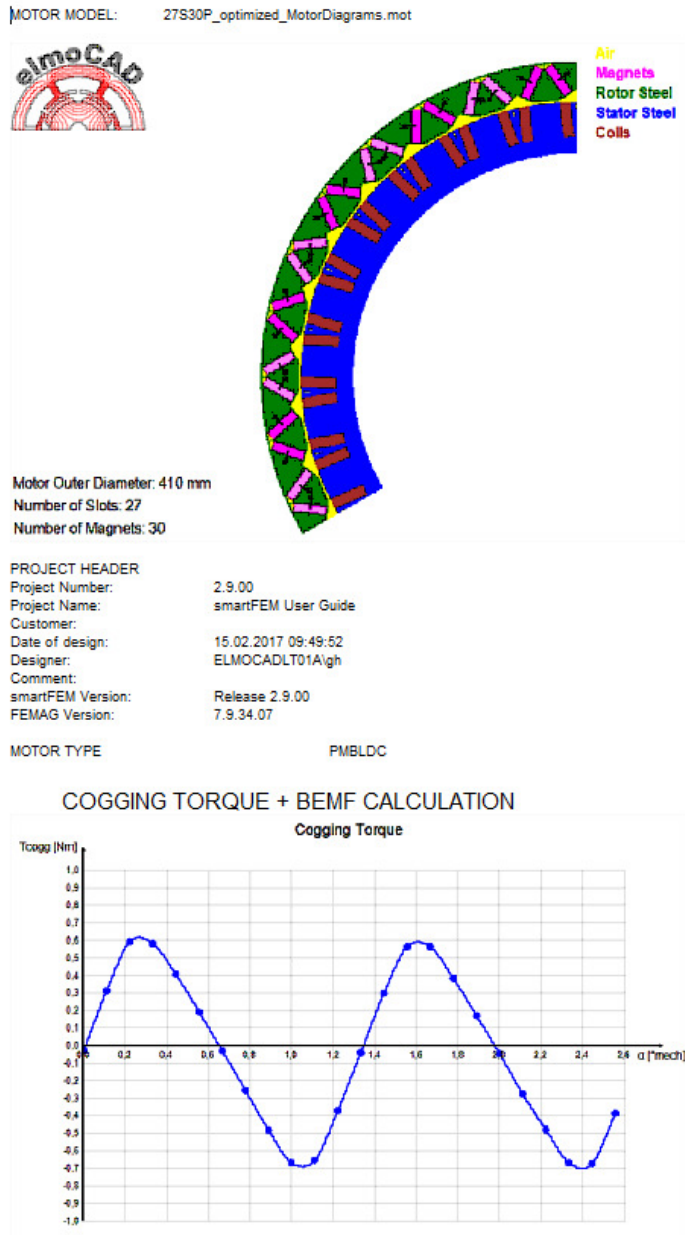 MOTOR MODEL: 27S30P_optimized_MotorDiagrams.mot
elmoCAD
Air
Magnets
Rotor Steel
Stator Steel
Coils
Motor Outer Diameter: 410 mm
Number of Slots: 27
Number of Magnets: 30
PROJECT HEADER
Project Number: 2.9.00
Project Name: smartFEM User Guide
Customer:
Date of design: 15.02.2017 09:49:52
Designer: ELMOCADLT01A\gh
Comment:
smartFEM Version: Release 2.9.00
FEMAG Version: 7.9.34.07
MOTOR TYPE PMBLDC
COGGING TORQUE + BEMF CALCULATION
Cogging Torque
Tcogg [Nm]
1,0
0,9
0,8
0,7
0,6
0,5
0,4
0,3
0,2
0,1
0,0
0,0 0,2 0,4 0,6 0,8 1,0 1,2 1,4 1,6 1,8 2,0 2,2 2,4 2,6 α [°mech]
-0,1
-0,2
-0,3
-0,4
-0,5
-0,6
-0,7
-0,8
-0,9
-1,0